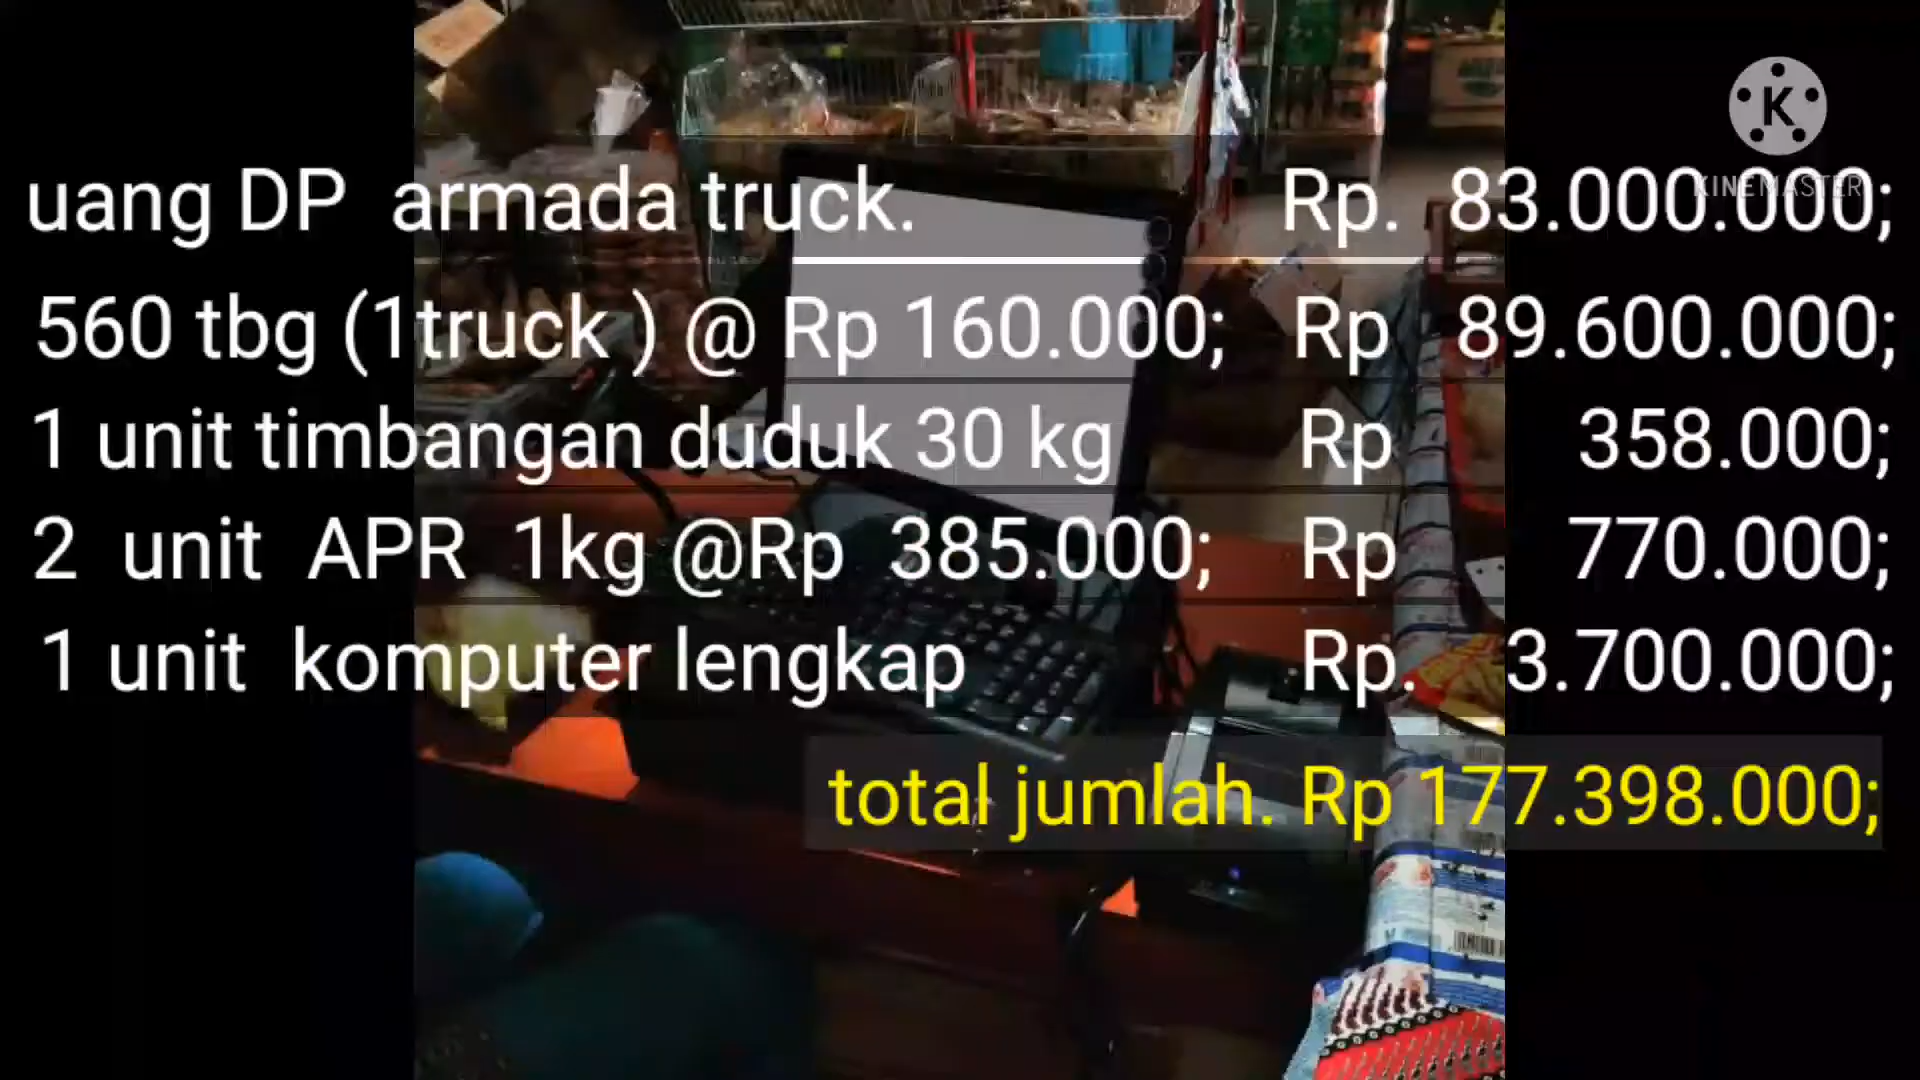 K
KINEMASTER
uang DP armada truck. Rp. 83.000.000;
560 tbg (1truck ) @ Rp 160.000; Rp 89.600.000;
1 unit timbangan duduk 30 kg Rp 358.000;
2 unit APR 1kg @Rp 385.000; Rp 770.000;
1 unit komputer lengkap Rp. 3.700.000;
total jumlah. Rp 177.398.000;